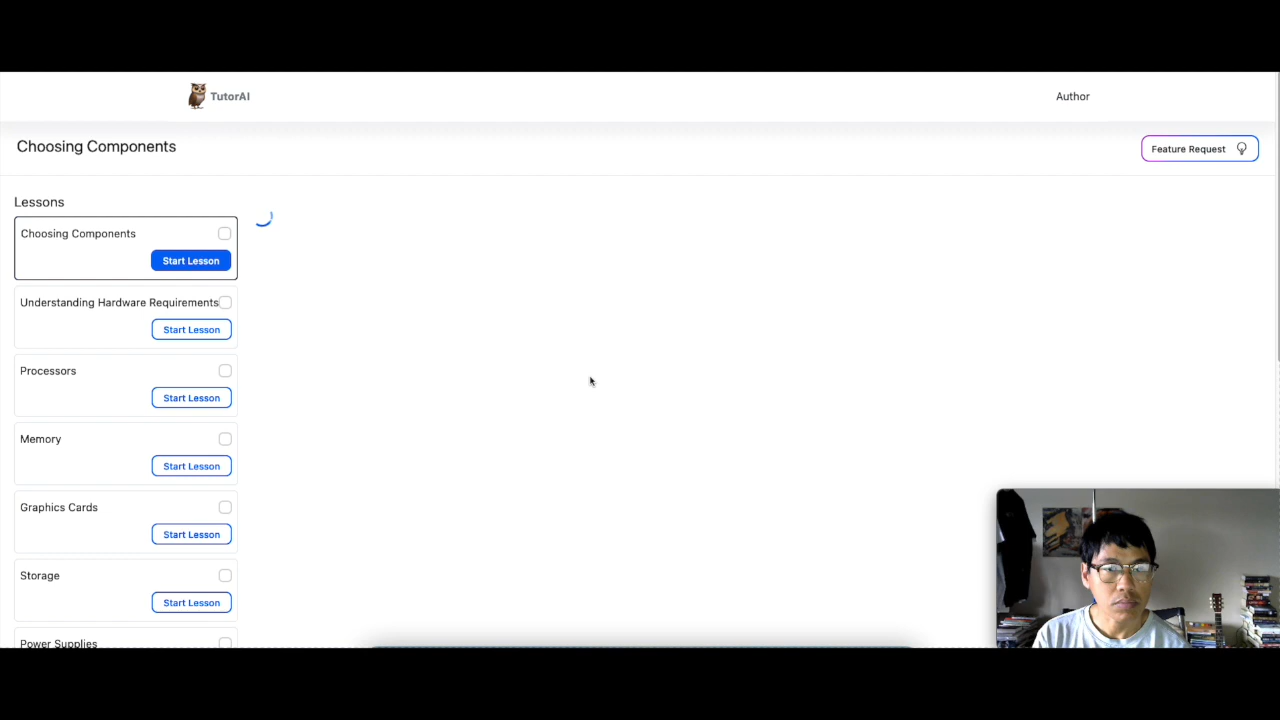 TutorAI
Author
Choosing Components
Feature Request
Lessons
Choosing Components
Start Lesson
Understanding Hardware Requirements
Start Lesson
Processors
Start Lesson
Memory
Start Lesson
Graphics Cards
Start Lesson
Storage
Start Lesson
Power Supplies